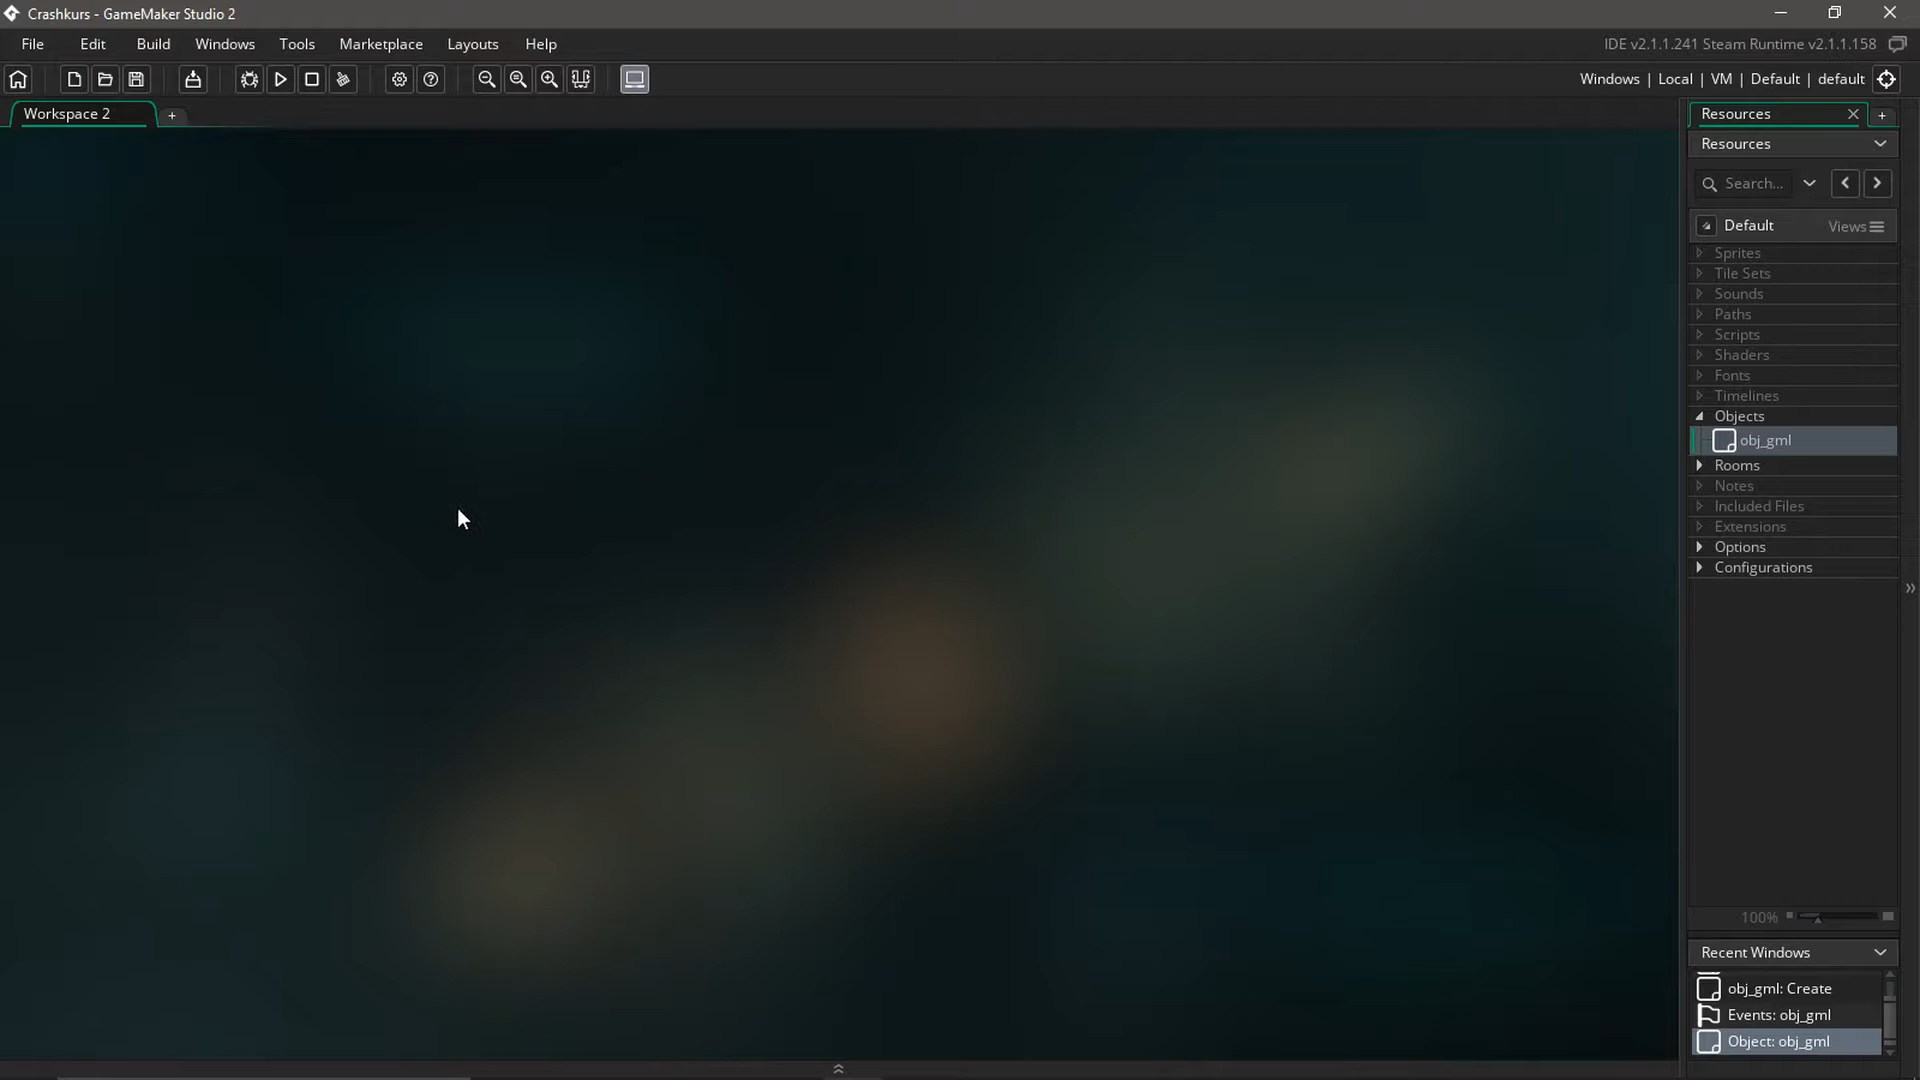 Crashkurs - GameMaker Studio 2
File Edit Build Windows Tools Marketplace Layouts Help
IDE v2.1.1.241 Steam Runtime v2.1.1.158
Windows | Local | VM | Default | default
Workspace 2 +
Resources +
Resources
Search...
Default Views
Sprites
Tile Sets
Sounds
Paths
Scripts
Shaders
Fonts
Timelines
Objects
obj_gml
Rooms
Notes
Included Files
Extensions
Options
Configurations
100%
Recent Windows
obj_gml: Create
Events: obj_gml
Object: obj_gml